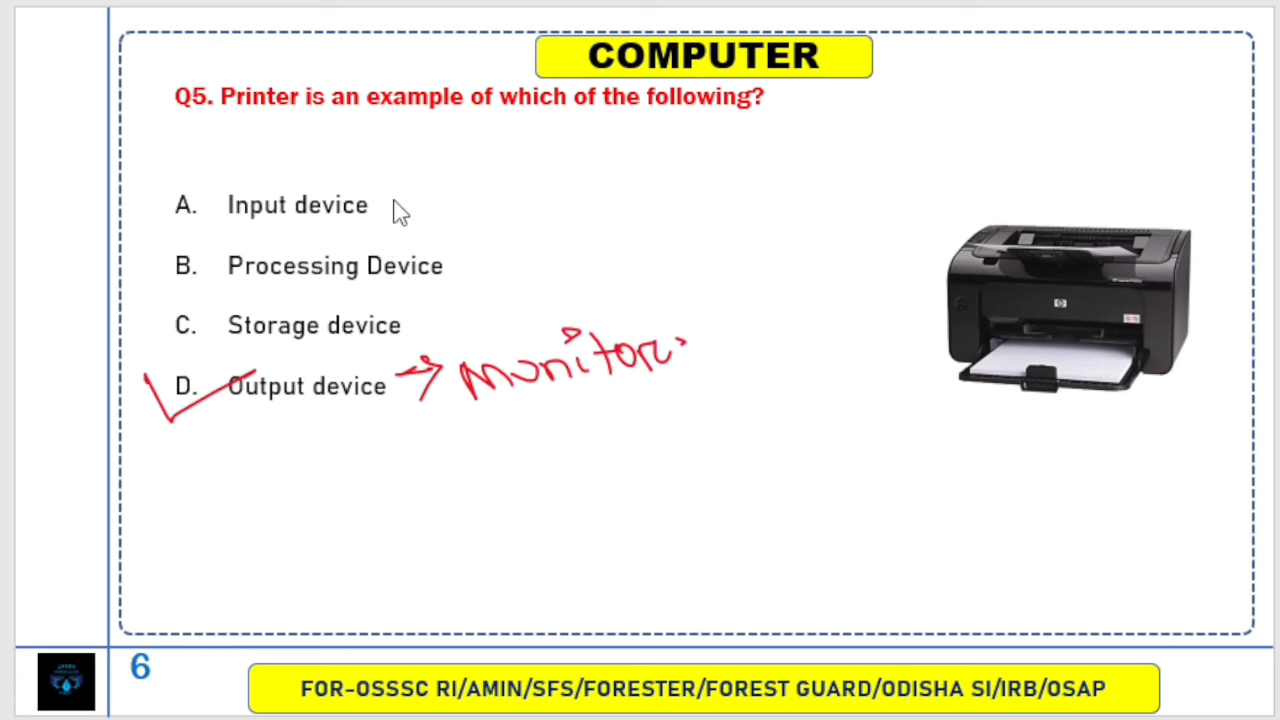 COMPUTER
Q5. Printer is an example of which of the following?
A. Input device
B. Processing Device
C. Storage device
D. Output device → Monitor
6
FOR-OSSSC RI/AMIN/SFS/FORESTER/FOREST GUARD/ODISHA SI/IRB/OSAP